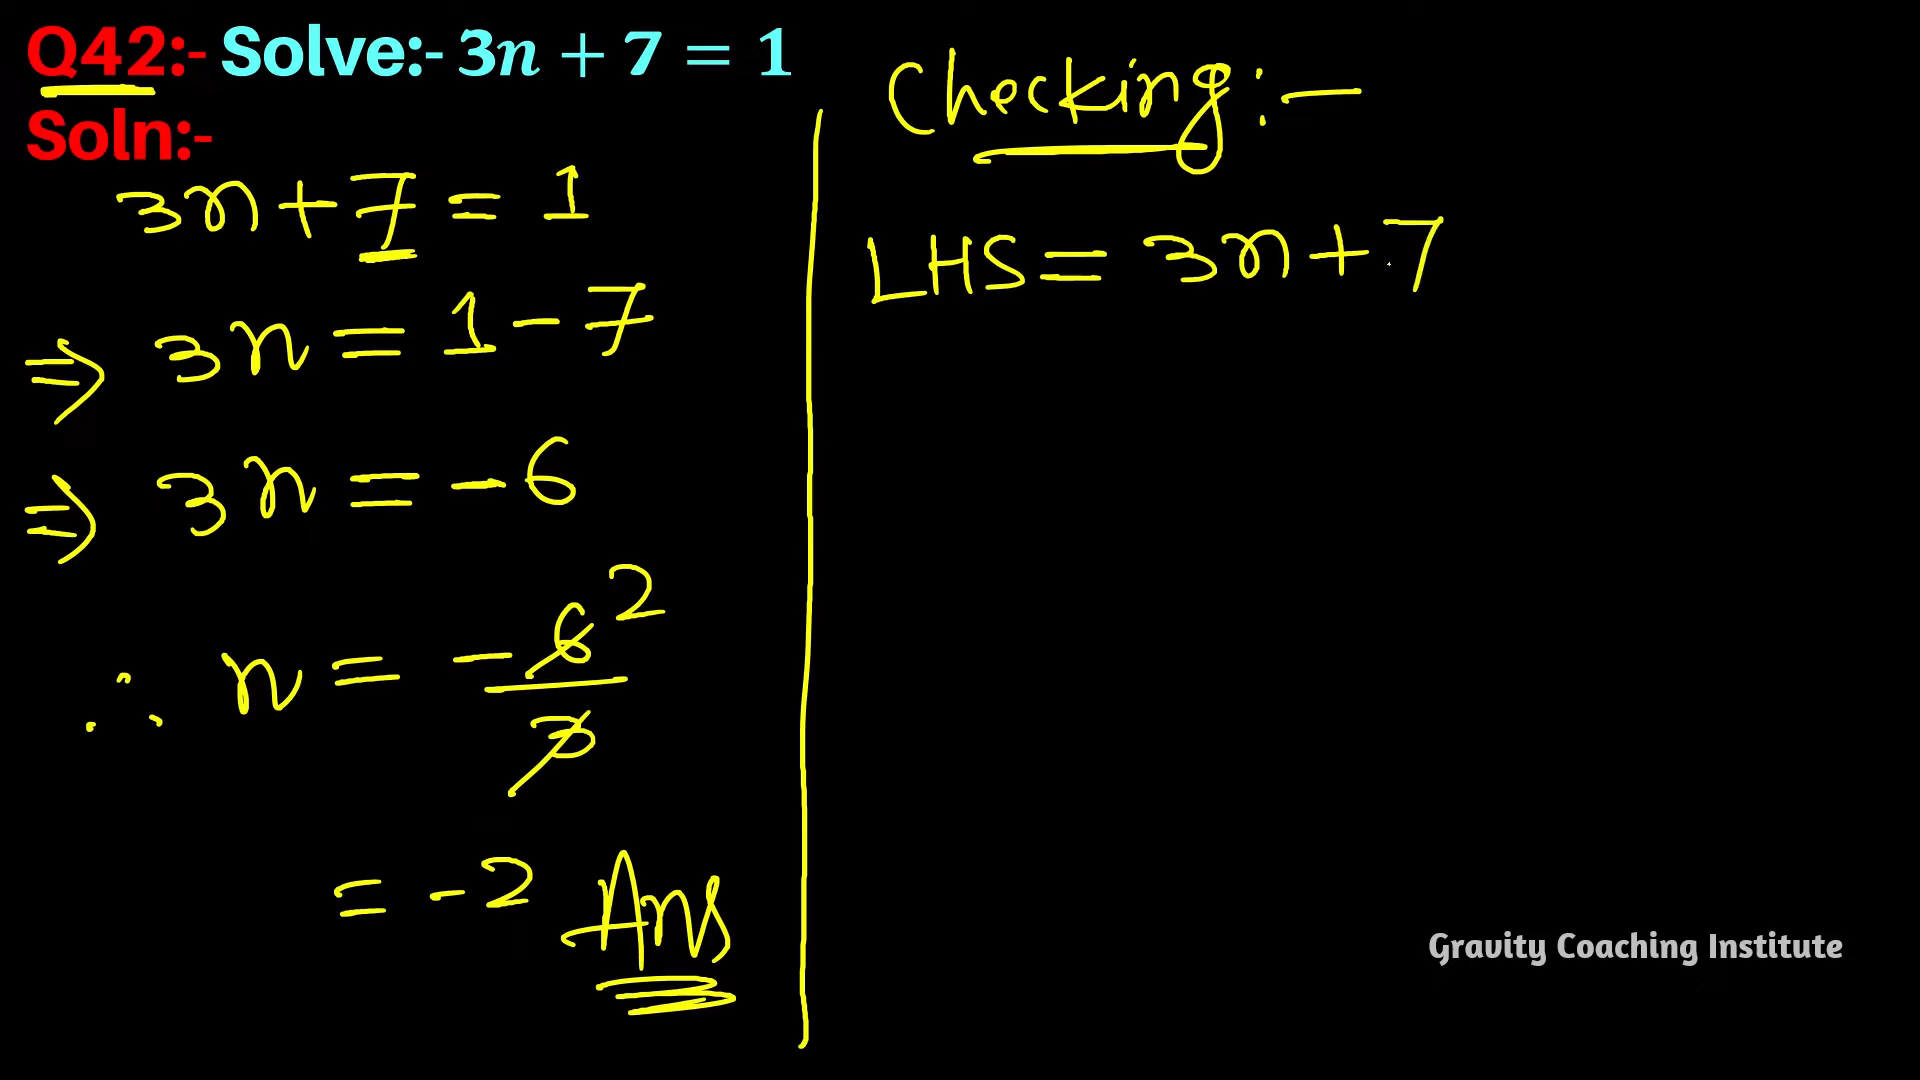 Q42:- Solve:- 3n + 7 = 1
Soln:-
3n+7 = 1
⇒ 3n = 1-7
⇒ 3n = -6
∴ n = -6/3 2
= -2 Ans
Checking:-
LHS = 3n+7
Gravity Coaching Institute